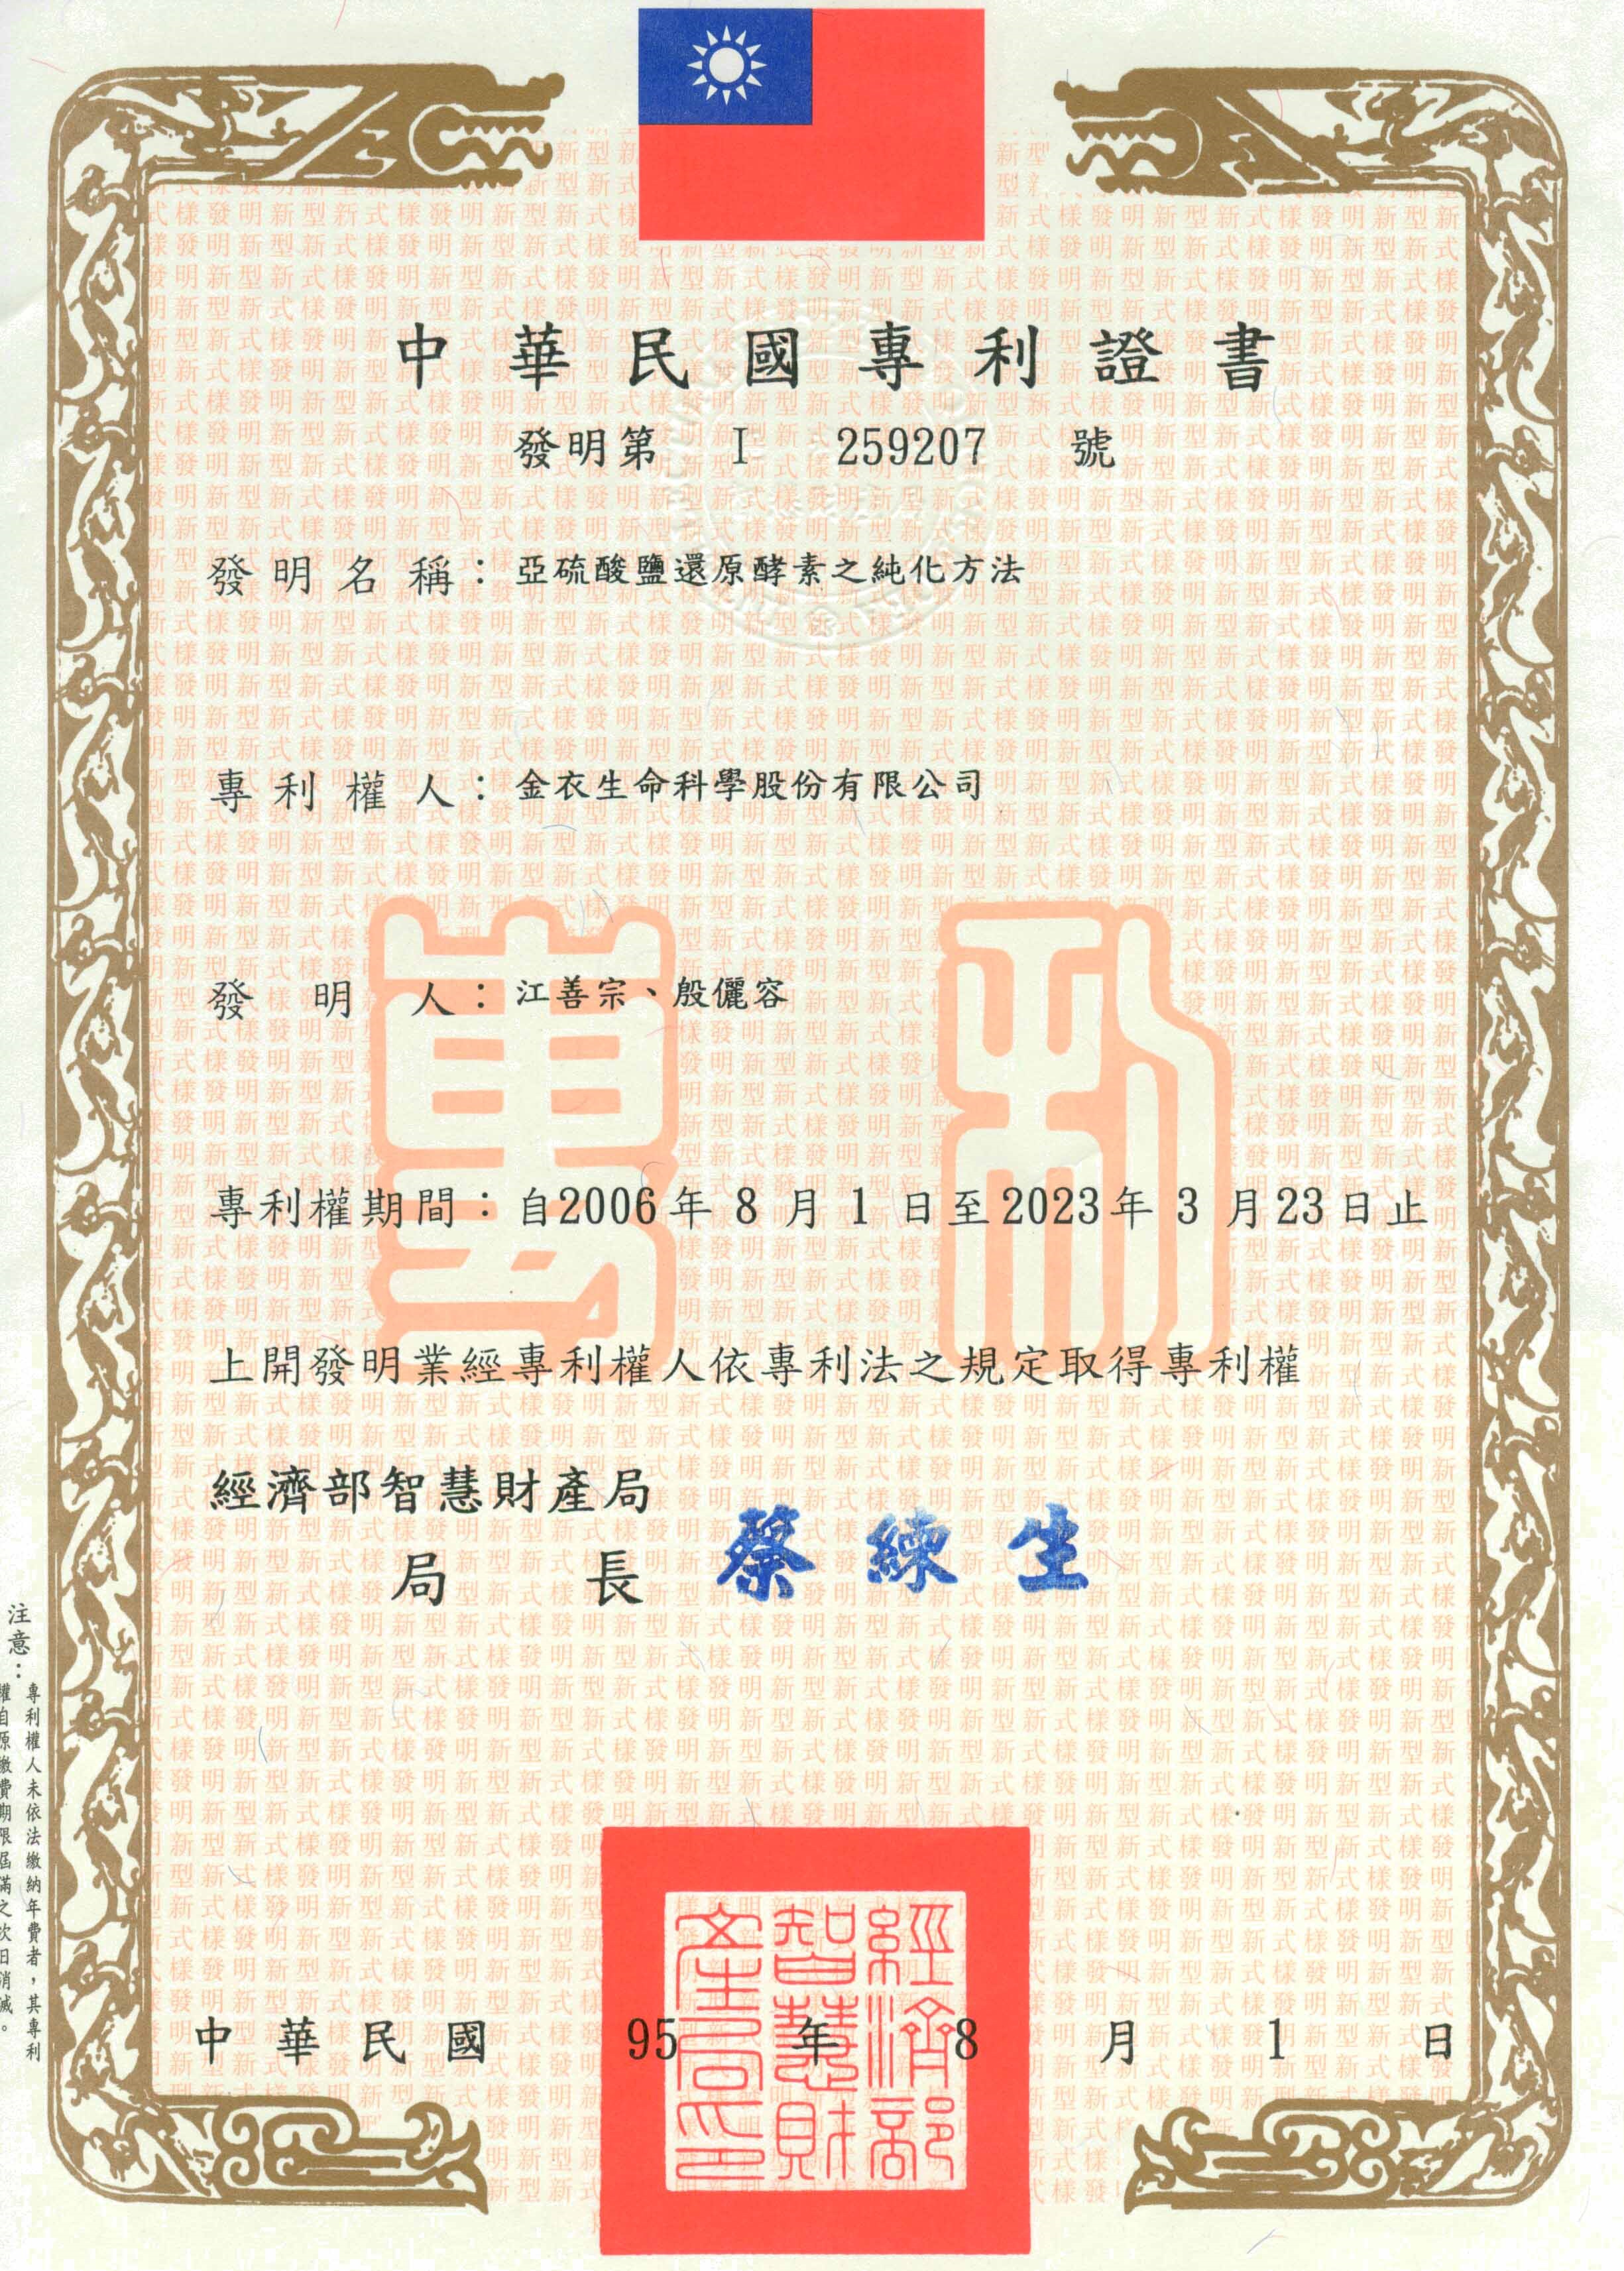 中華民國專利證書
發明第 I 259207 號
發明名稱：亞硫酸鹽還原酵素之純化方法
專利權人：金衣生命科學股份有限公司
發明人：江善宗、殷儷容
專利權期間：自2006年 8 月 1 日至2023年 3 月23日止
上開發明業經專利權人依專利法之規定取得專利權
經濟部智慧財產局
局長 蔡練生
中華民國 95 年 8 月 1 日
經濟部
智慧財
產局印
注意：
專利權人未依法繳納年費者，其專利
權自原繳費期限屆滿之次日消滅。
專利